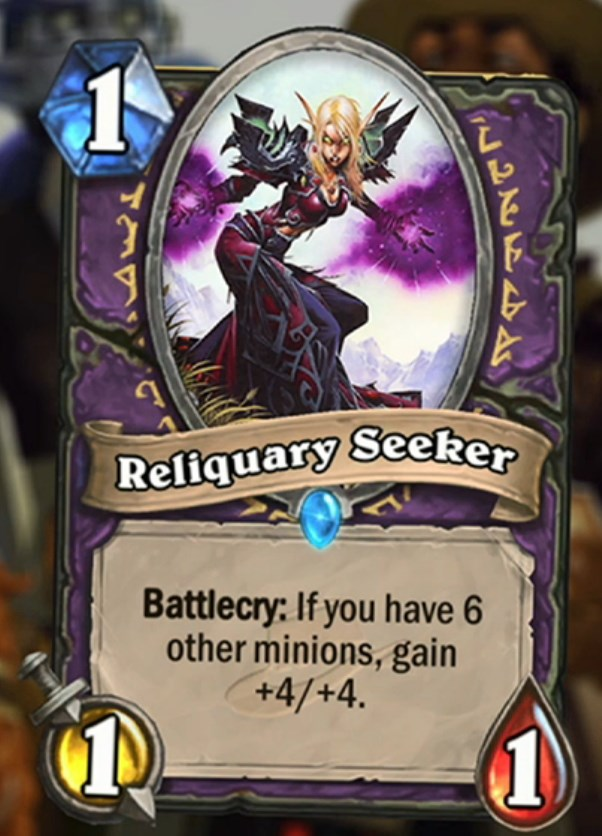 1
Reliquary Seeker
Battlecry: If you have 6
other minions, gain
+4/+4.
1
1